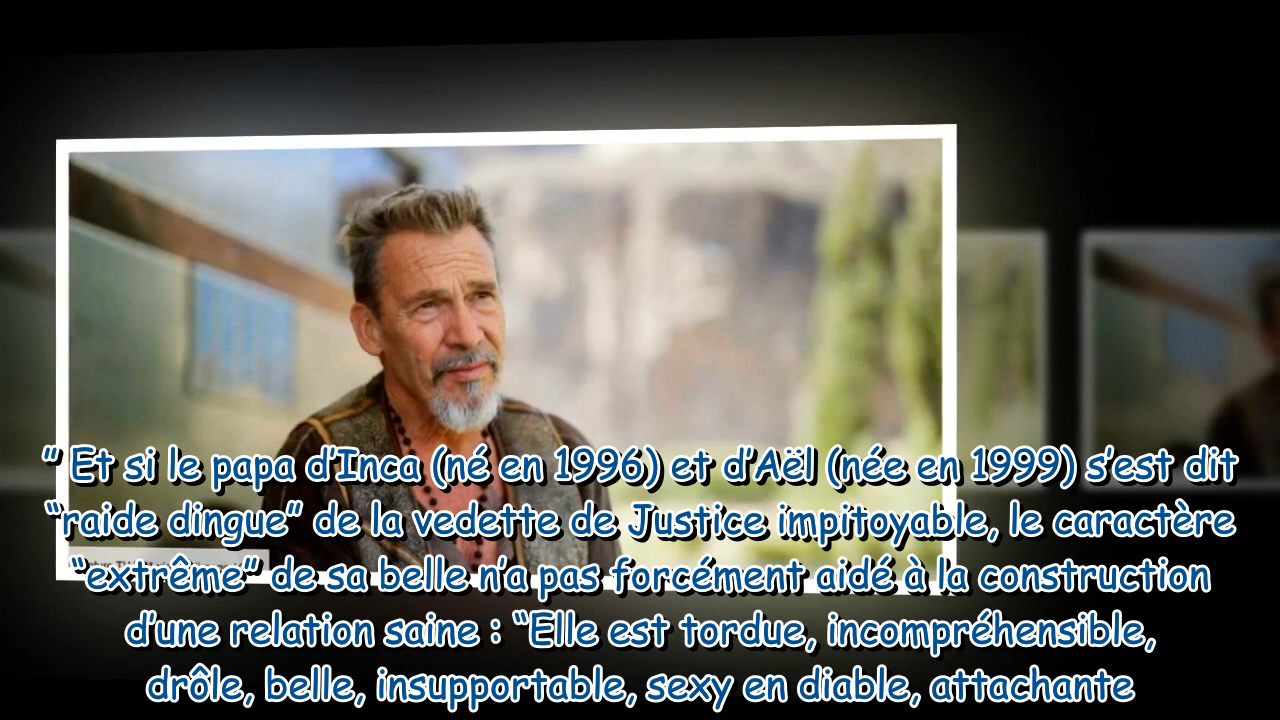 ” Et si le papa d’Inca (né en 1996) et d’Aël (née en 1999) s’est dit
“raide dingue” de la vedette de Justice impitoyable, le caractère
“extrême” de sa belle n’a pas forcément aidé à la construction
d’une relation saine : “Elle est tordue, incompréhensible,
drôle, belle, insupportable, sexy en diable, attachante